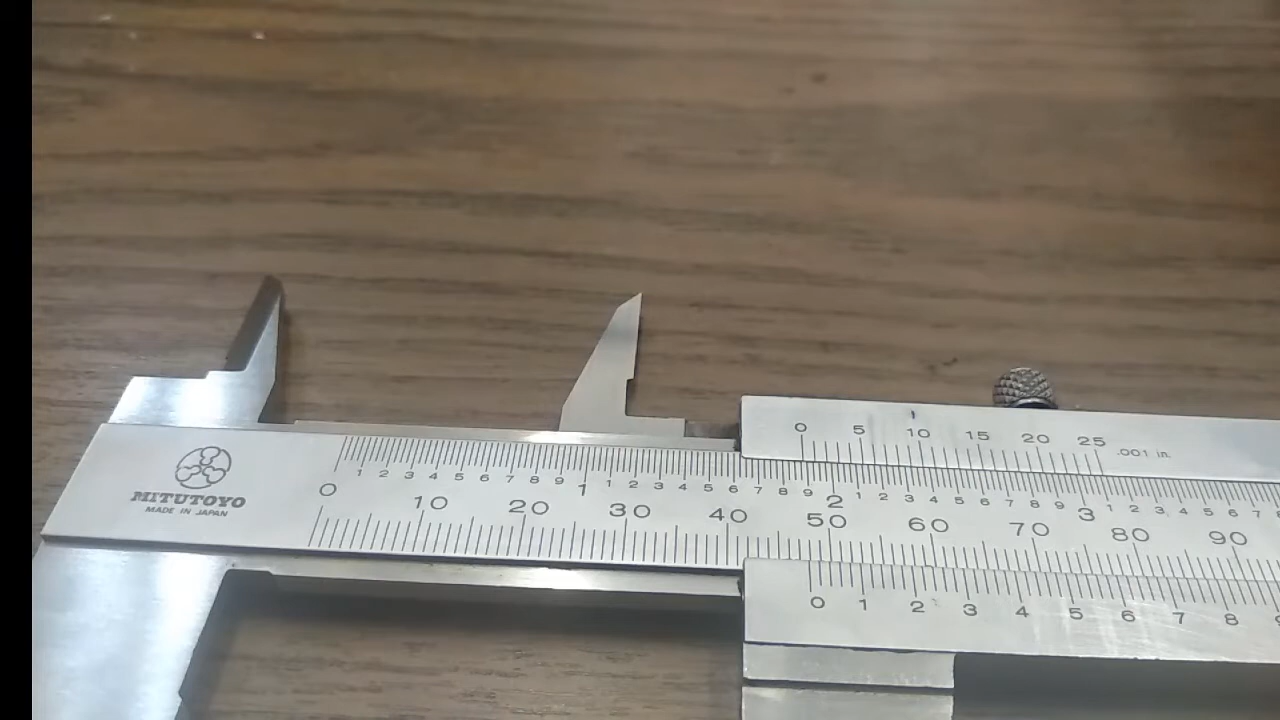 0 5 10 15 20 25 .001 in.
1 2 3 4 5 6 7 8 9 1 1 2 3 4 5 6 7 8 9 2 1 2 3 4 5 6 7 8 9 3 1 2 3 4 5 6 7
MITUTOYO
MADE IN JAPAN
0 10 20 30 40 50 60 70 80 90
0 1 2 3 4 5 6 7 8